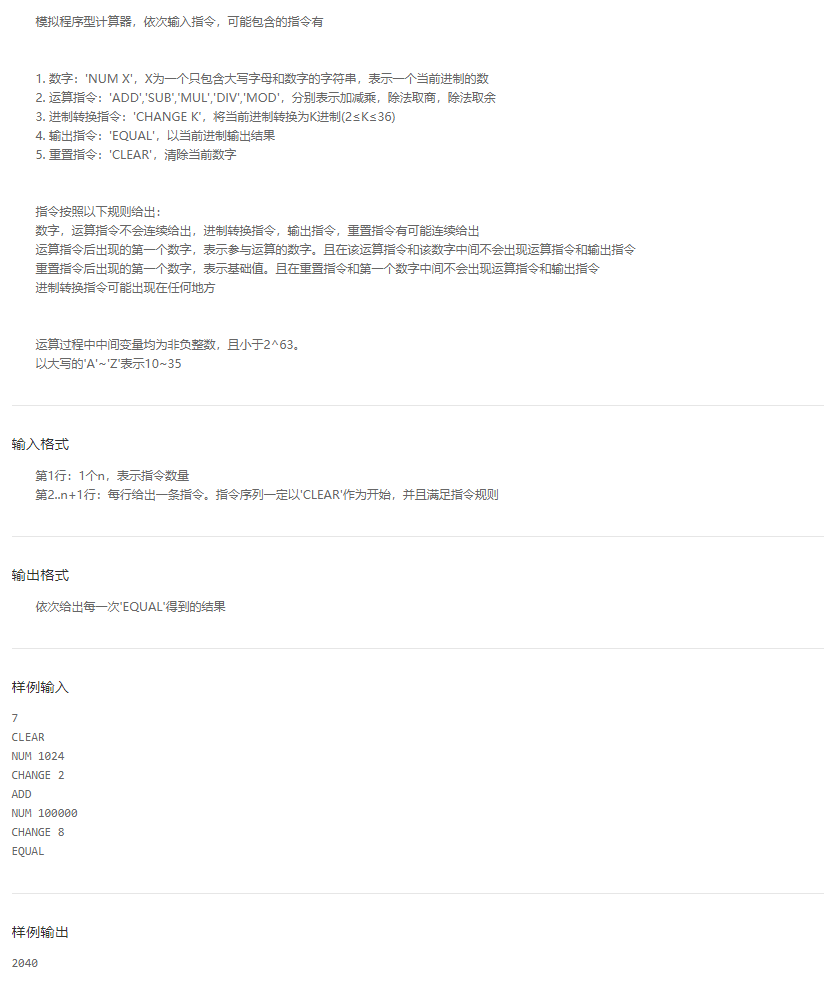 模拟程序型计算器，依次输入指令，可能包含的指令有
1. 数字：'NUM X'，X为一个只包含大写字母和数字的字符串，表示一个当前进制的数
2. 运算指令：'ADD','SUB','MUL','DIV','MOD'，分别表示加减乘，除法取商，除法取余
3. 进制转换指令：'CHANGE K'，将当前进制转换为K进制(2≤K≤36)
4. 输出指令：'EQUAL'，以当前进制输出结果
5. 重置指令：'CLEAR'，清除当前数字
指令按照以下规则给出：
数字，运算指令不会连续给出，进制转换指令，输出指令，重置指令有可能连续给出
运算指令后出现的第一个数字，表示参与运算的数字。且在该运算指令和该数字中间不会出现运算指令和输出指令
重置指令后出现的第一个数字，表示基础值。且在重置指令和第一个数字中间不会出现运算指令和输出指令
进制转换指令可能出现在任何地方
运算过程中中间变量均为非负整数，且小于2^63。
以大写的'A'~'Z'表示10~35
输入格式
第1行：1个n，表示指令数量
第2..n+1行：每行给出一条指令。指令序列一定以'CLEAR'作为开始，并且满足指令规则
输出格式
依次给出每一次'EQUAL'得到的结果
样例输入
7
CLEAR
NUM 1024
CHANGE 2
ADD
NUM 100000
CHANGE 8
EQUAL
样例输出
2040